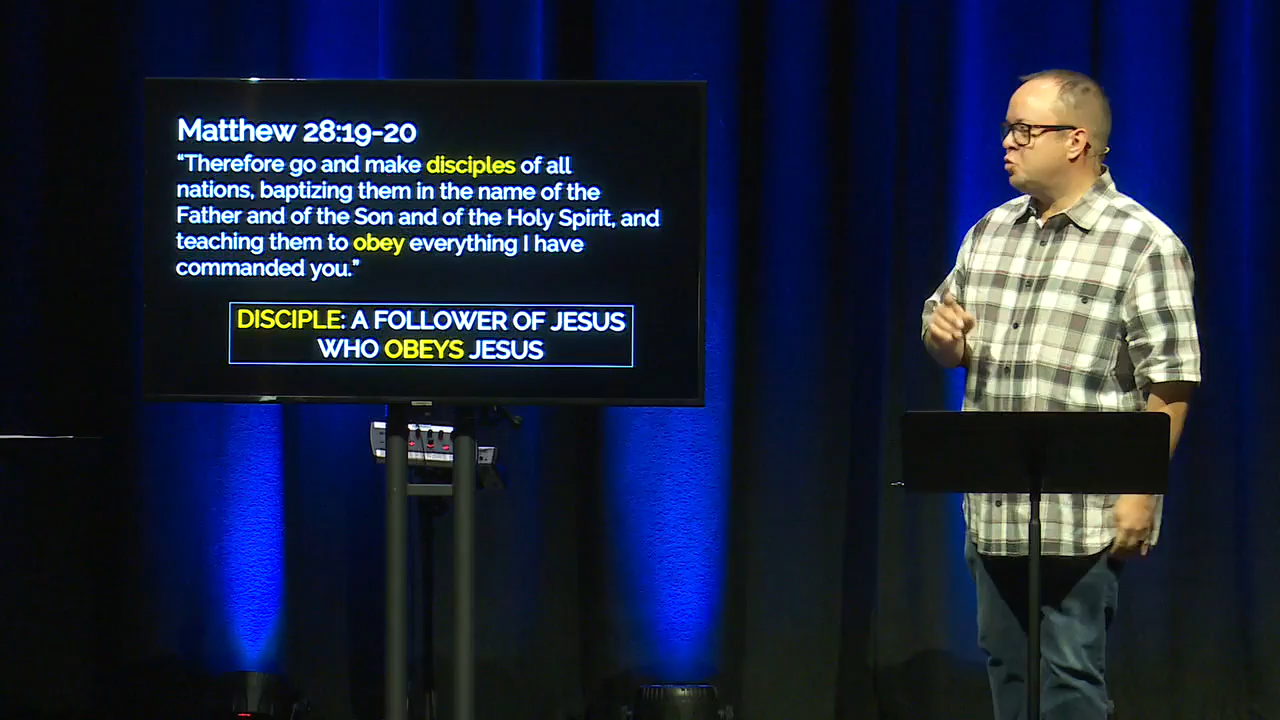 Matthew 28:19-20
“Therefore go and make disciples of all
nations, baptizing them in the name of the
Father and of the Son and of the Holy Spirit, and
teaching them to obey everything I have
commanded you.”
DISCIPLE: A FOLLOWER OF JESUS
WHO OBEYS JESUS